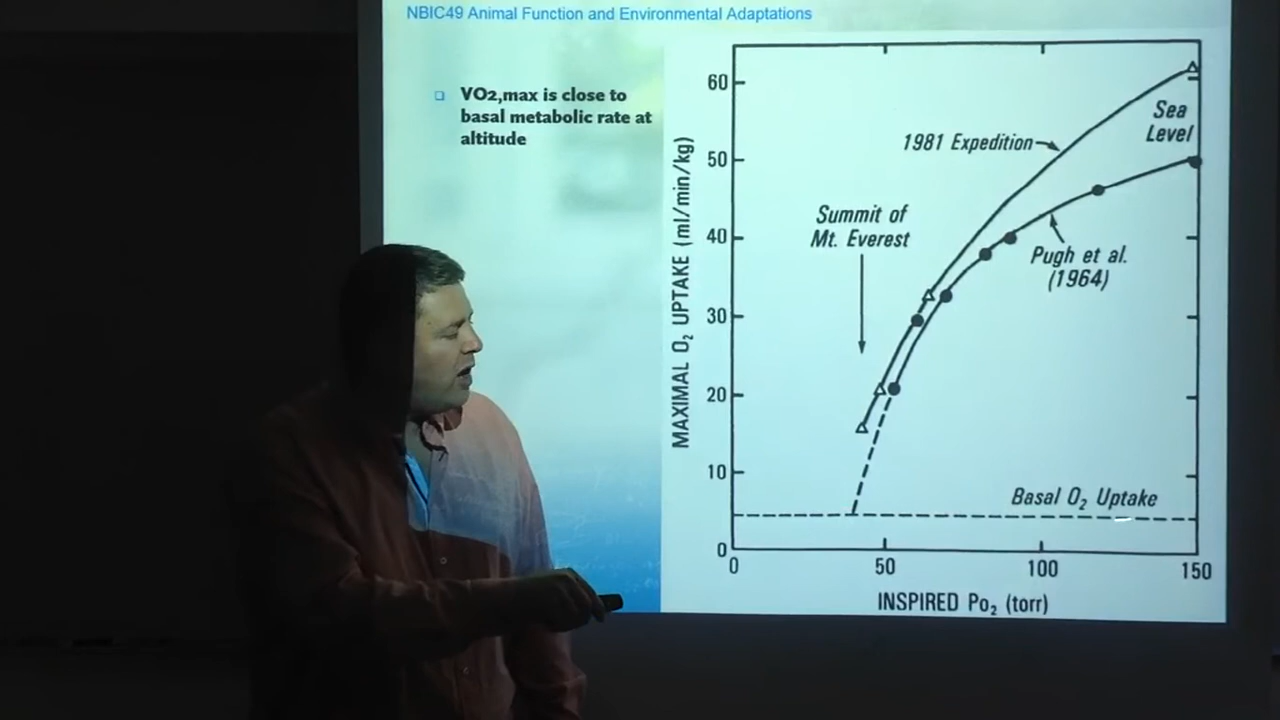 NBIC49 Animal Function and Environmental Adaptations
VO2,max is close to
basal metabolic rate at
altitude
MAXIMAL O₂ UPTAKE (ml/min/kg)
60
50
40
30
20
10
0
1981 Expedition
Sea
Level
Summit of
Mt. Everest
Pugh et al.
(1964)
Basal O₂ Uptake
0
50
100
150
INSPIRED Po₂ (torr)